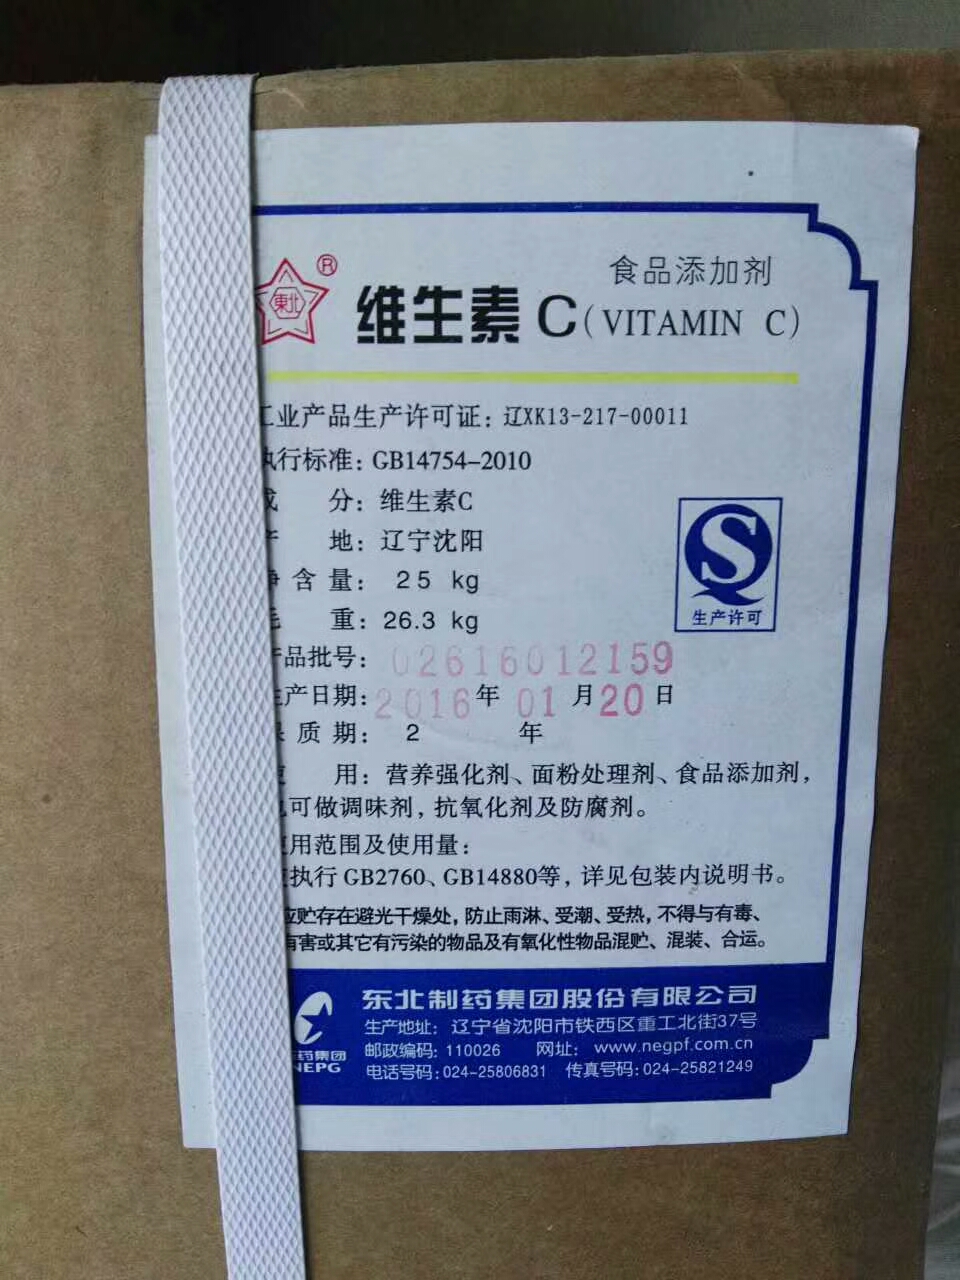 東北
®
食品添加剂
维生素C(VITAMIN C)
工业产品生产许可证: 辽XK13-217-00011
执行标准: GB14754-2010
成 分: 维生素C
产 地: 辽宁沈阳
净含量: 25 kg
毛 重: 26.3 kg
产品批号: 02616012159
生产日期: 2016年01月20日
质期: 2 年
用: 营养强化剂、面粉处理剂、食品添加剂,
也可做调味剂, 抗氧化剂及防腐剂。
使用范围及使用量:
执行GB2760、GB14880等, 详见包装内说明书。
应贮存在避光干燥处, 防止雨淋、受潮、受热, 不得与有毒、
有害或其它有污染的物品及有氧化性物品混贮、混装、合运。
S
生产许可
药集团
NEPG
东北制药集团股份有限公司
生产地址: 辽宁省沈阳市铁西区重工北街37号
邮政编码: 110026 网址: www.negpf.com.cn
电话号码: 024-25806831 传真号码: 024-25821249